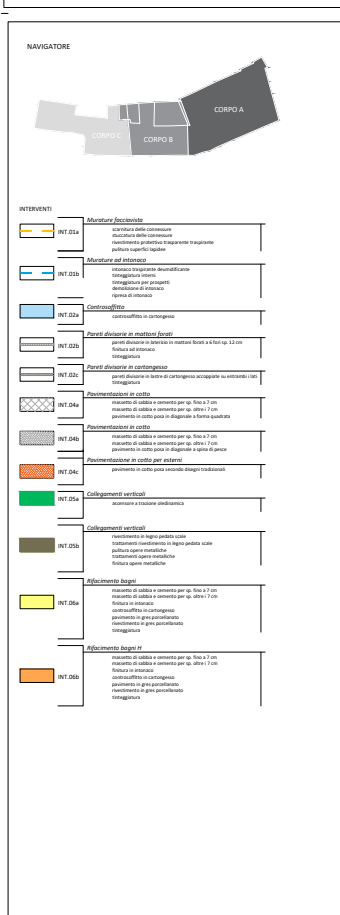 NAVIGATORE
CORPO A
CORPO C
CORPO B
INTERVENTI
INT.01a
Murature facciavista
scarnitura delle connessure
stuccatura delle connessure
rivestimento protettivo trasparente traspirante
pulitura superfici lapidee
INT.01b
Murature ad intonaco
intonaco traspirante deumidificante
tinteggiatura interni
tinteggiatura per prospetti
demolizione di intonaco
ripresa di intonaco
INT.02a
Controsoffitto
controsoffitto in cartongesso
INT.02b
Pareti divisorie in mattoni forati
pareti divisorie in laterizio in mattoni forati a 6 fori sp. 12 cm
finitura ad intonaco
tinteggiatura
INT.02c
Pareti divisorie in cartongesso
pareti divisorie in lastre di cartongesso accoppiate su entrambi i lati
tinteggiatura
INT.04a
Pavimentazioni in cotto
massetto di sabbia e cemento per sp. fino a 7 cm
massetto di sabbia e cemento per sp. oltre i 7 cm
pavimento in cotto posa in diagonale a forma quadrata
INT.04b
Pavimentazioni in cotto
massetto di sabbia e cemento per sp. fino a 7 cm
massetto di sabbia e cemento per sp. oltre i 7 cm
pavimento in cotto posa in diagonale a spina di pesce
INT.04c
Pavimentazione in cotto per esterni
pavimento in cotto posa secondo disegni tradizionali
INT.05a
Collegamenti verticali
ascensore a trazione oledinamica
INT.05b
Collegamenti verticali
rivestimento in legno pedata scale
trattamenti rivestimento in legno pedata scale
pulitura opere metalliche
trattamenti opere metalliche
finitura opere metalliche
INT.06a
Rifacimento bagni
massetto di sabbia e cemento per sp. fino a 7 cm
massetto di sabbia e cemento per sp. oltre i 7 cm
finitura in intonaco
controsoffitto in cartongesso
pavimento in gres porcellanato
rivestimento in gres porcellanato
tinteggiatura
INT.06b
Rifacimento bagni H
massetto di sabbia e cemento per sp. fino a 7 cm
massetto di sabbia e cemento per sp. oltre i 7 cm
finitura in intonaco
controsoffitto in cartongesso
pavimento in gres porcellanato
rivestimento in gres porcellanato
tinteggiatura